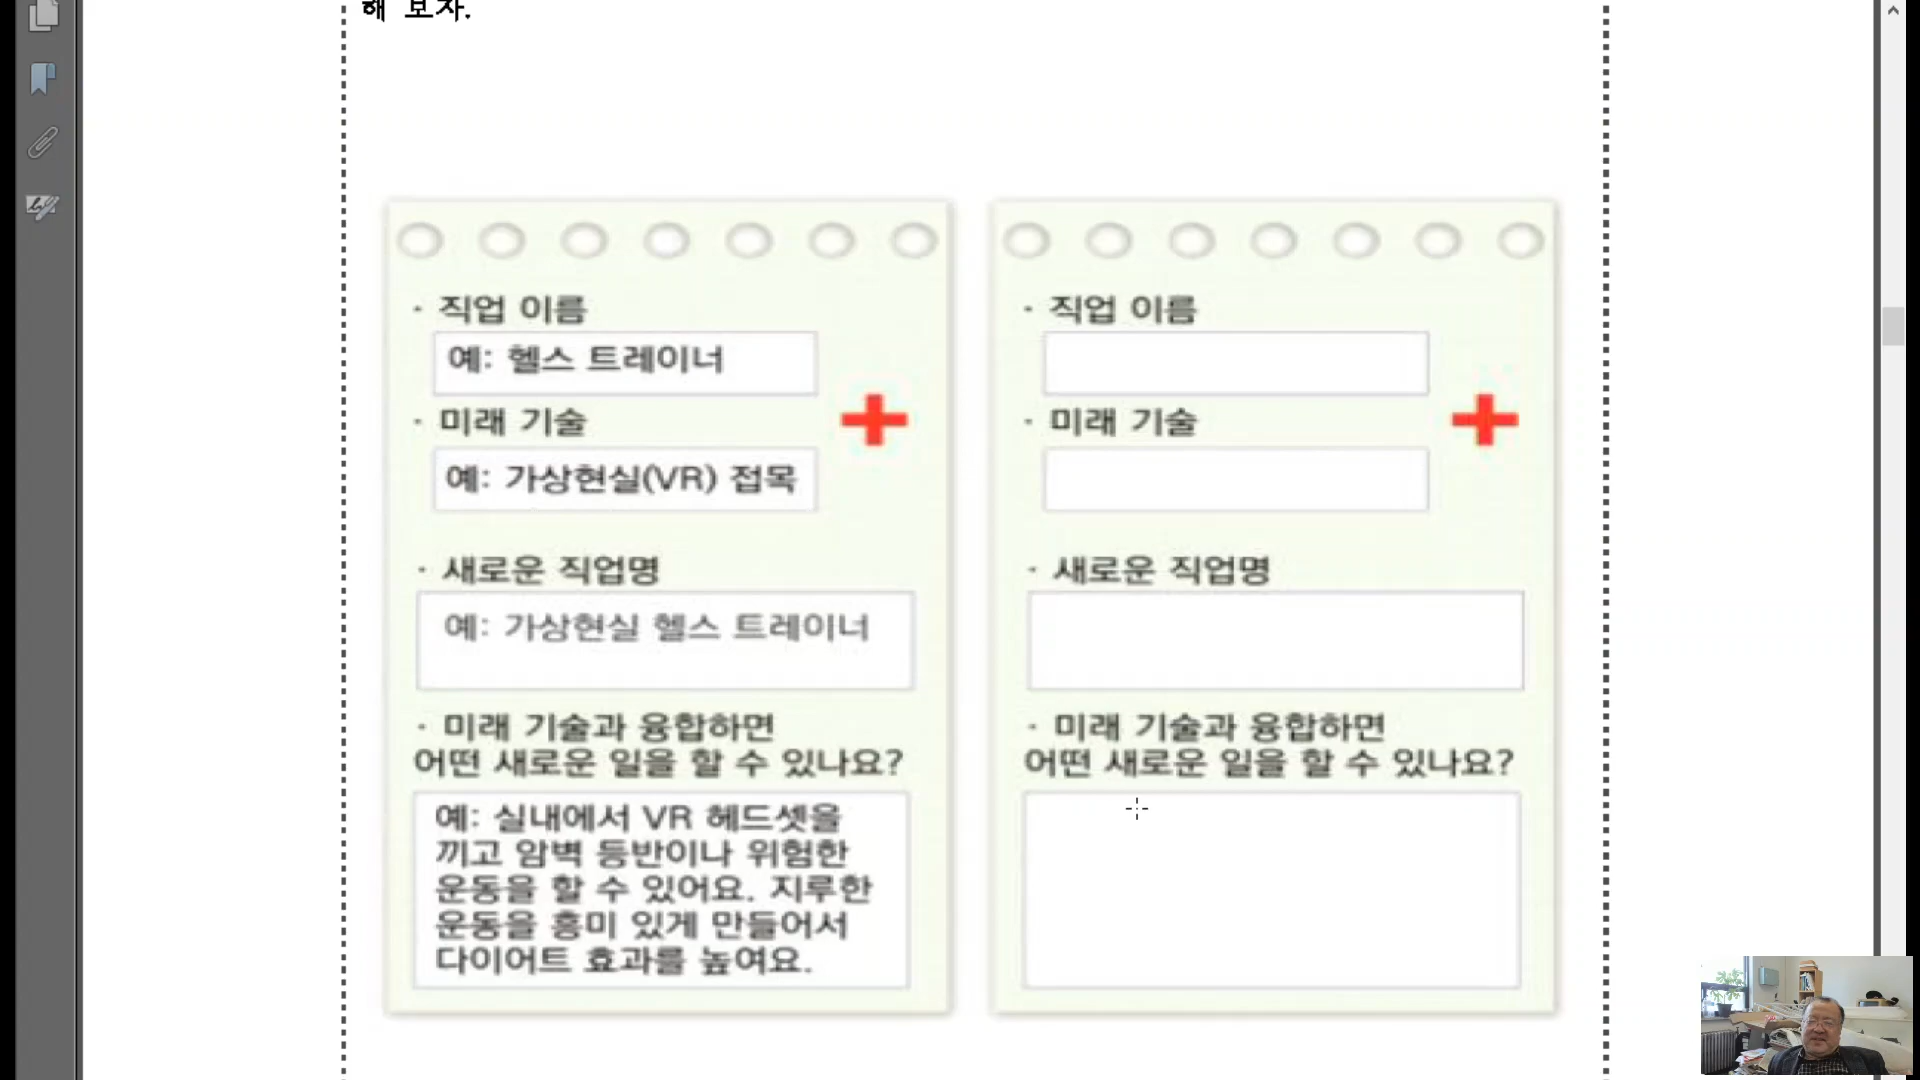 해 보자.
· 직업 이름
예: 헬스 트레이너
· 미래 기술
예: 가상현실(VR) 접목
· 새로운 직업명
예: 가상현실 헬스 트레이너
· 미래 기술과 융합하면
어떤 새로운 일을 할 수 있나요?
예: 실내에서 VR 헤드셋을
끼고 암벽 등반이나 위험한
운동을 할 수 있어요. 지루한
운동을 흥미 있게 만들어서
다이어트 효과를 높여요.
· 직업 이름
· 미래 기술
· 새로운 직업명
· 미래 기술과 융합하면
어떤 새로운 일을 할 수 있나요?